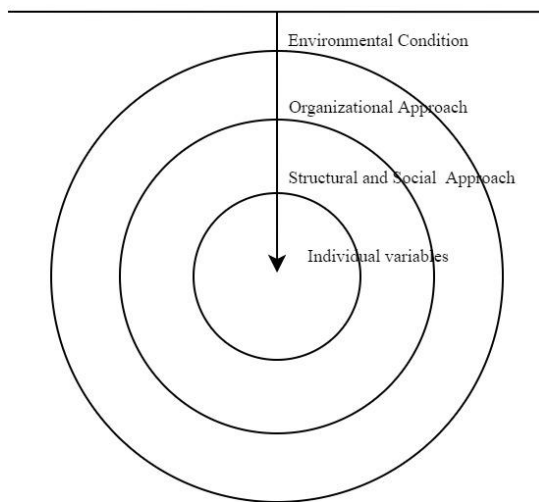 Environmental Condition
Organizational Approach
Structural and Social Approach
Individual variables